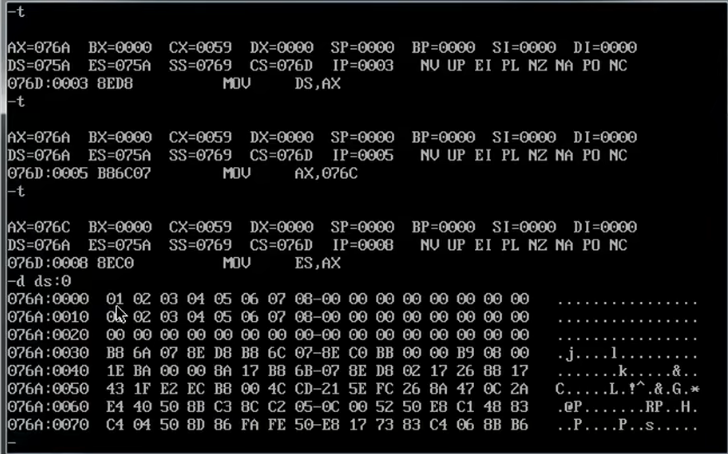 -t
AX=076A BX=0000 CX=0059 DX=0000 SP=0000 BP=0000 SI=0000 DI=0000
DS=075A ES=075A SS=0769 CS=076D IP=0003 NV UP EI PL NZ NA PO NC
076D:0003 8ED8 MOV DS,AX
-t
AX=076A BX=0000 CX=0059 DX=0000 SP=0000 BP=0000 SI=0000 DI=0000
DS=076A ES=075A SS=0769 CS=076D IP=0005 NV UP EI PL NZ NA PO NC
076D:0005 B86C07 MOV AX,076C
-t
AX=076C BX=0000 CX=0059 DX=0000 SP=0000 BP=0000 SI=0000 DI=0000
DS=076A ES=075A SS=0769 CS=076D IP=0008 NV UP EI PL NZ NA PO NC
076D:0008 8EC0 MOV ES,AX
-d ds:0
076A:0000 01 02 03 04 05 06 07 08-00 00 00 00 00 00 00 00 ................
076A:0010 02 03 04 05 06 07 08-00 00 00 00 00 00 00 00 ................
076A:0020 00 00 00 00 00 00 00 00-00 00 00 00 00 00 00 00 ................
076A:0030 B8 6A 07 8E D8 B8 6C 07-8E C0 BB 00 00 B9 08 00 .j....l.........
076A:0040 1E BA 00 00 8A 17 B8 6B-07 8E D8 02 17 26 88 17 .......k.....&..
076A:0050 43 1F E2 EC B8 00 4C CD-21 5E FC 26 8A 47 0C 2A C.....L.!^.&.G.*
076A:0060 E4 40 50 8B C3 8C C2 05-0C 00 52 50 E8 C1 48 83 .@P.......RP..H.
076A:0070 C4 04 50 8D 86 FA FE 50-E8 17 73 83 C4 06 8B B6 ..P....P..s.....
-